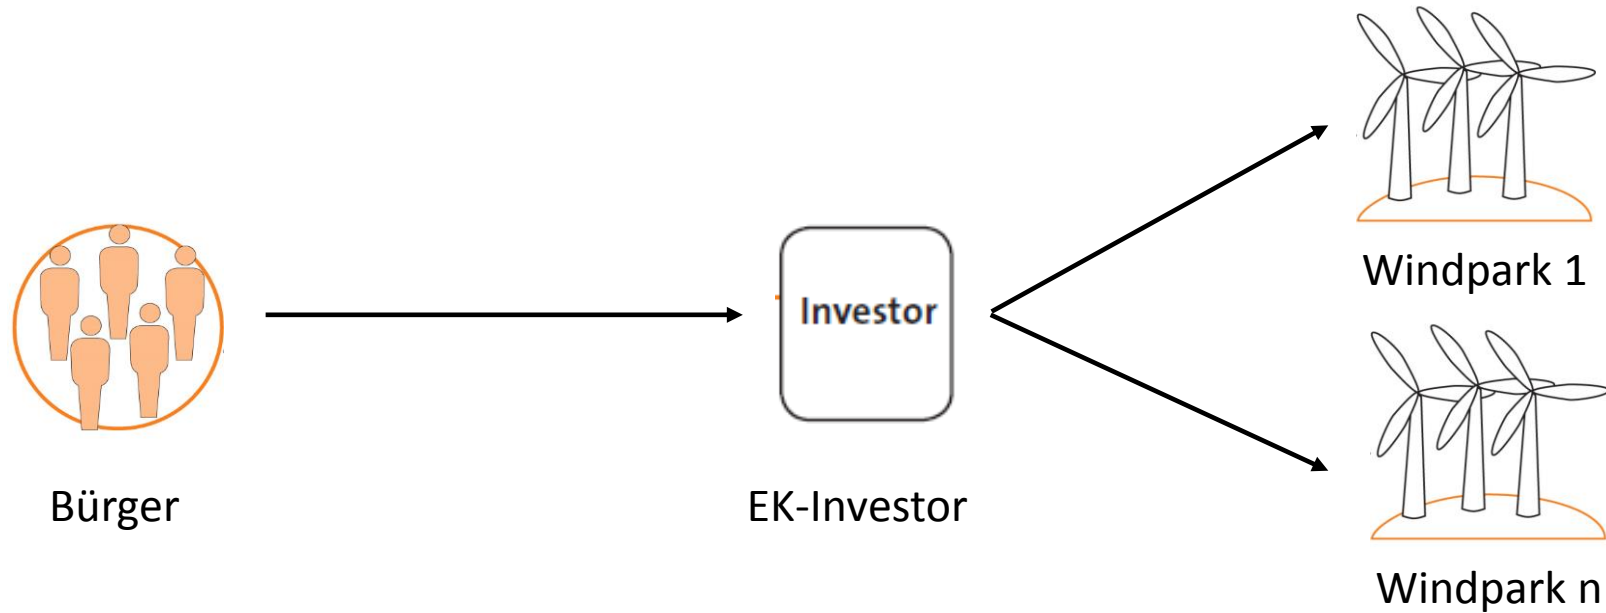 Windpark 1
Investor
Bürger
EK-Investor
Windpark n